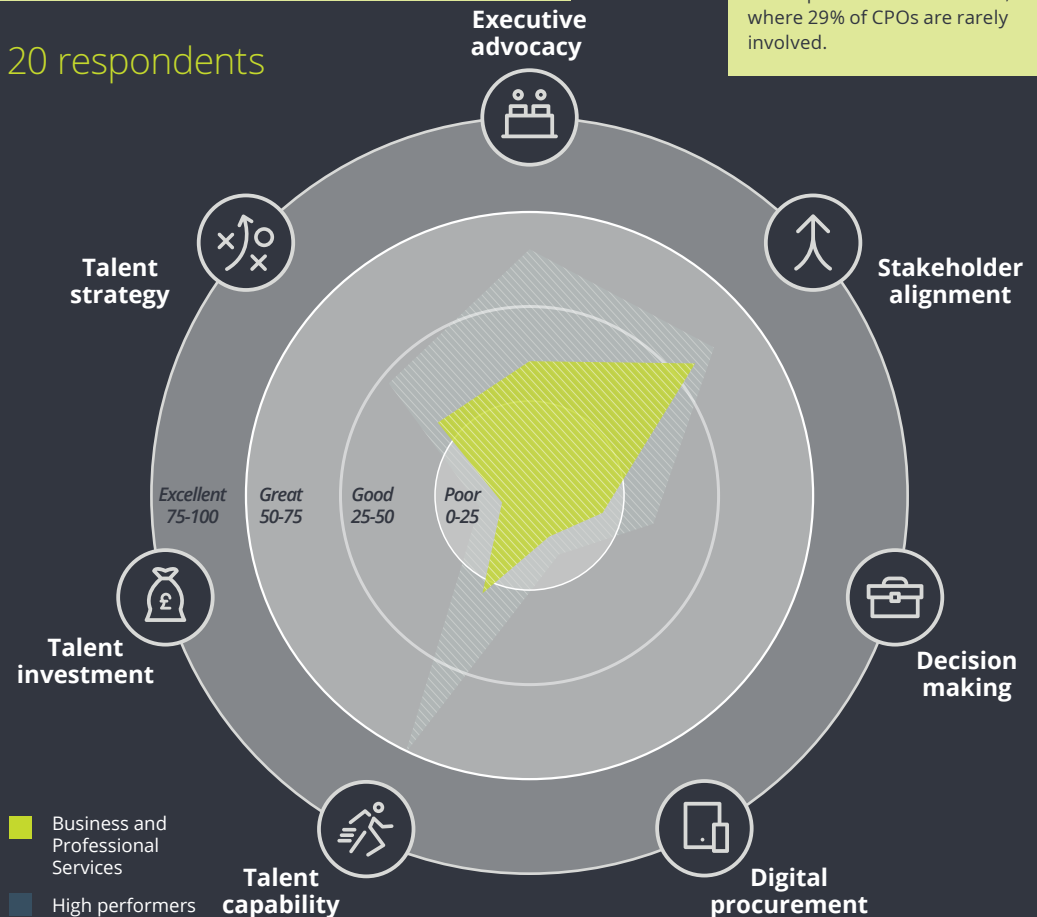 where 29% of CPOs are rarely
involved.
20 respondents
Executive
advocacy
Stakeholder
alignment
Decision
making
Digital
procurement
Talent
capability
Talent
investment
£
Talent
strategy
Excellent
75-100
Great
50-75
Good
25-50
Poor
0-25
Business and
Professional
Services
High performers